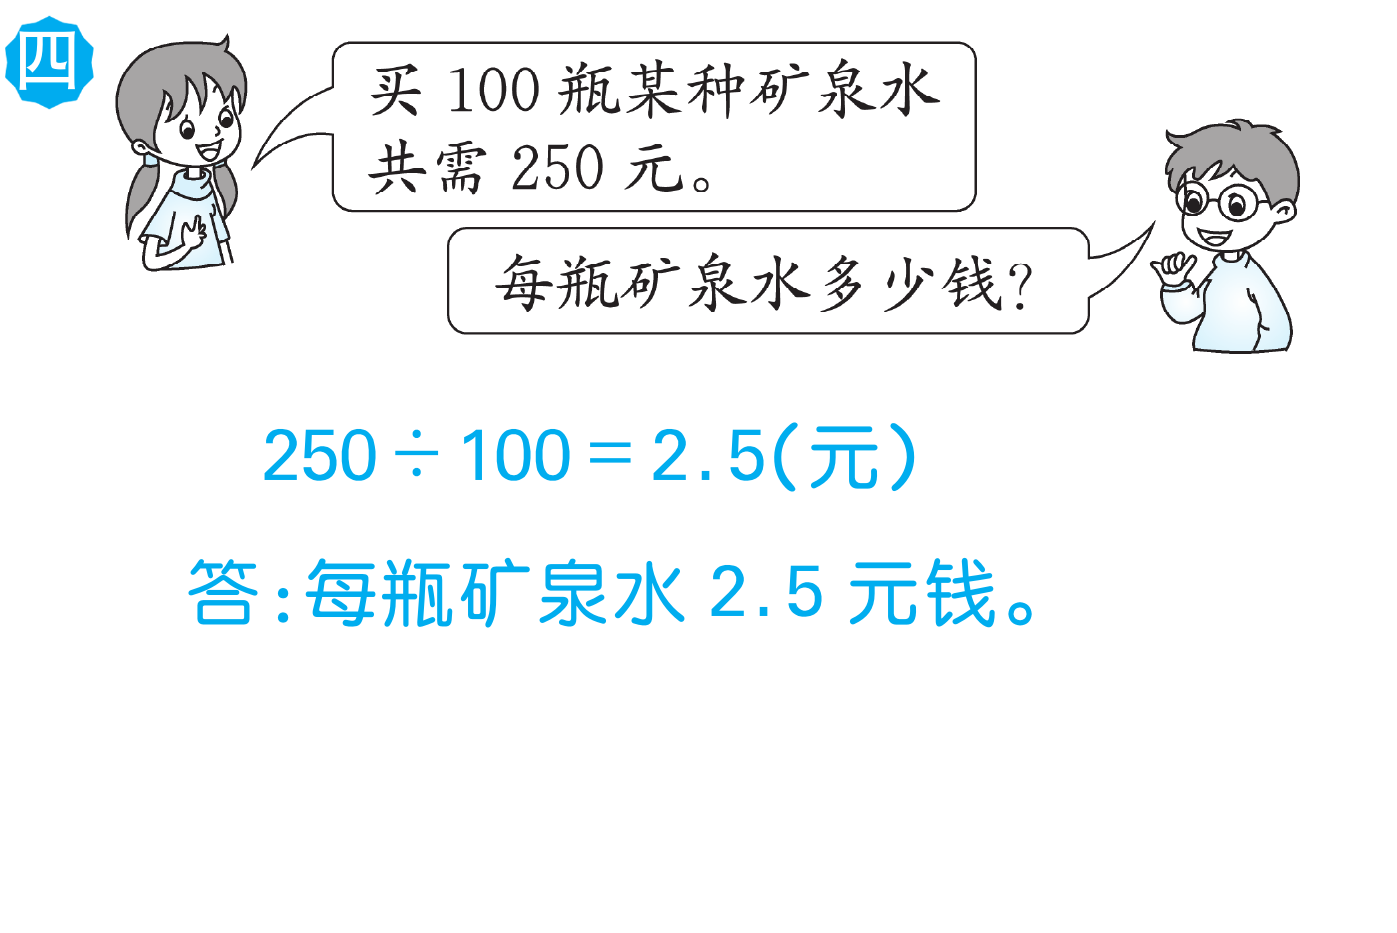 四
买 100 瓶某种矿泉水
共需 250 元。
每瓶矿泉水多少钱?
250÷100=2.5(元)
答:每瓶矿泉水 2.5 元钱。